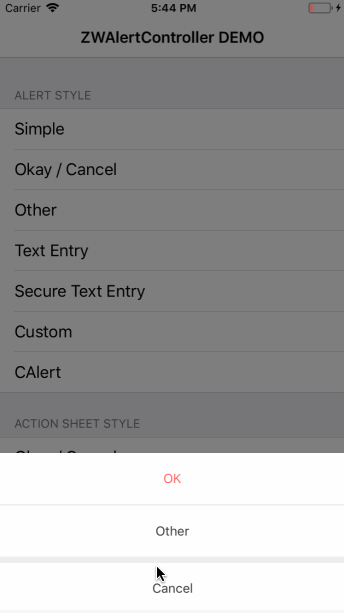 Carrier 5:44 PM
ZWAlertController DEMO
ALERT STYLE
Simple
Okay / Cancel
Other
Text Entry
Secure Text Entry
Custom
CAlert
ACTION SHEET STYLE
OK
Other
Cancel